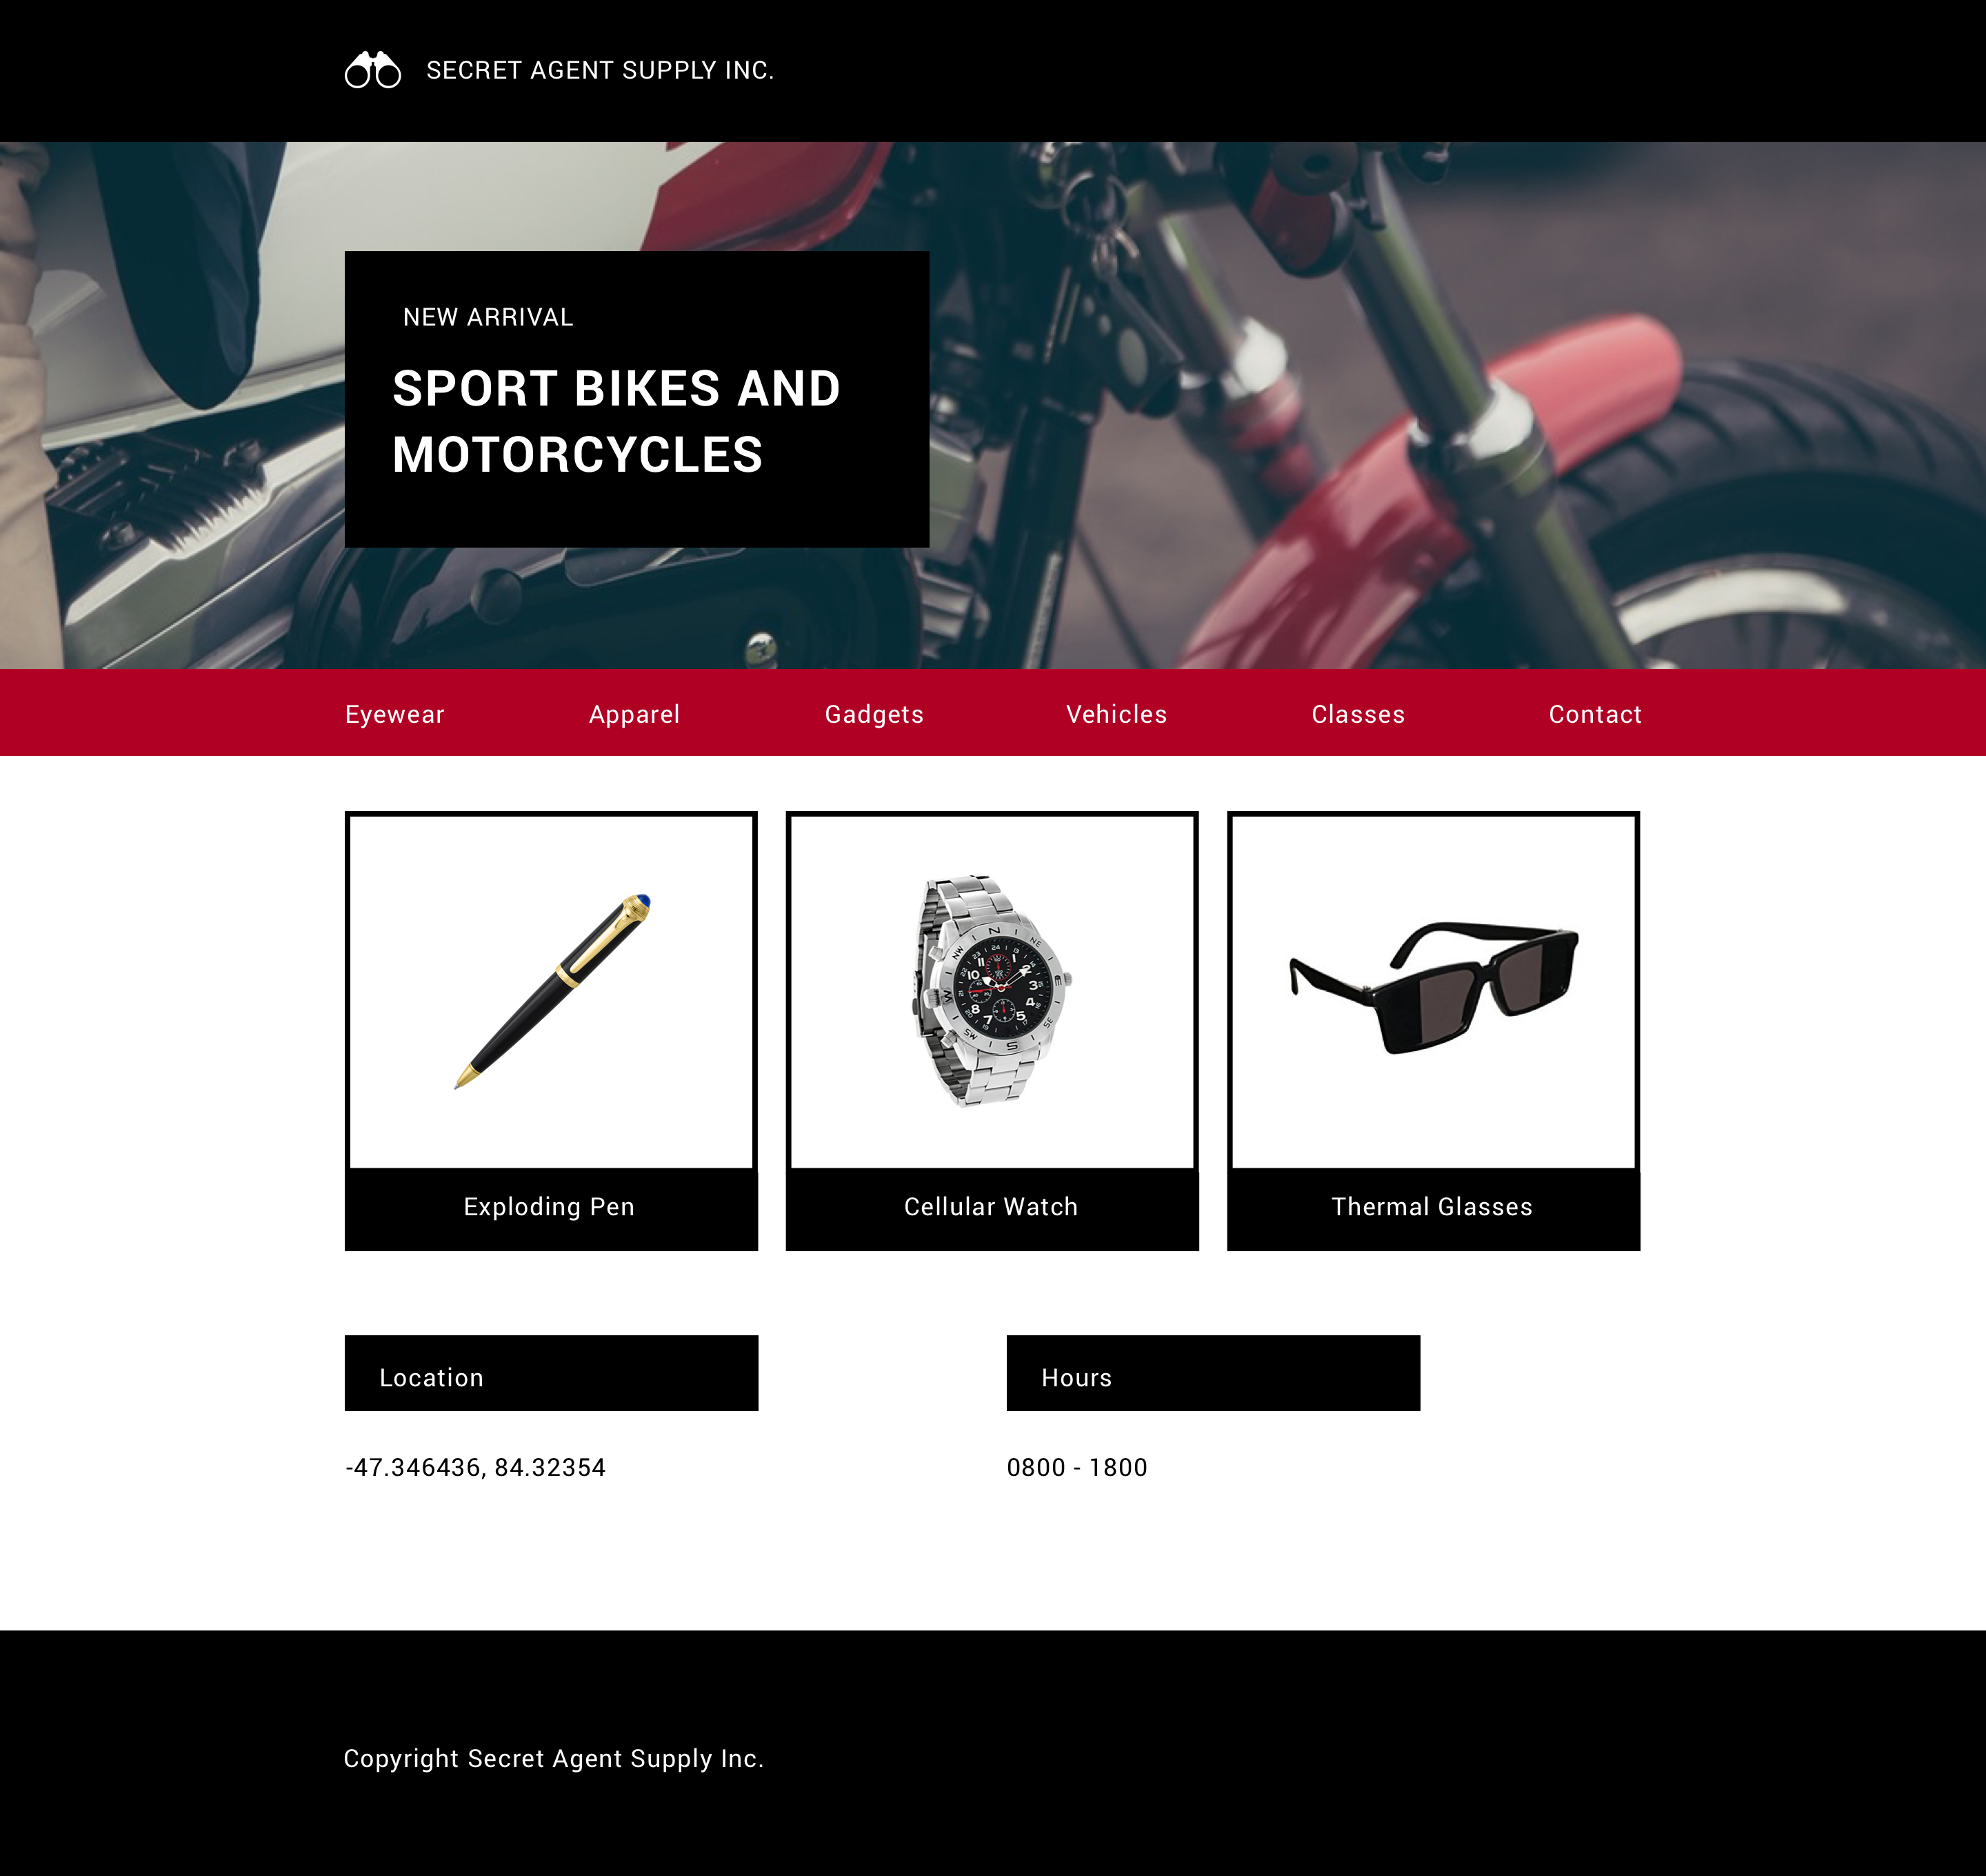 SECRET AGENT SUPPLY INC.
NEW ARRIVAL
SPORT BIKES AND
MOTORCYCLES
Eyewear Apparel Gadgets Vehicles Classes Contact
Exploding Pen Cellular Watch Thermal Glasses
Location Hours
-47.346436, 84.32354 0800 - 1800
Copyright Secret Agent Supply Inc.